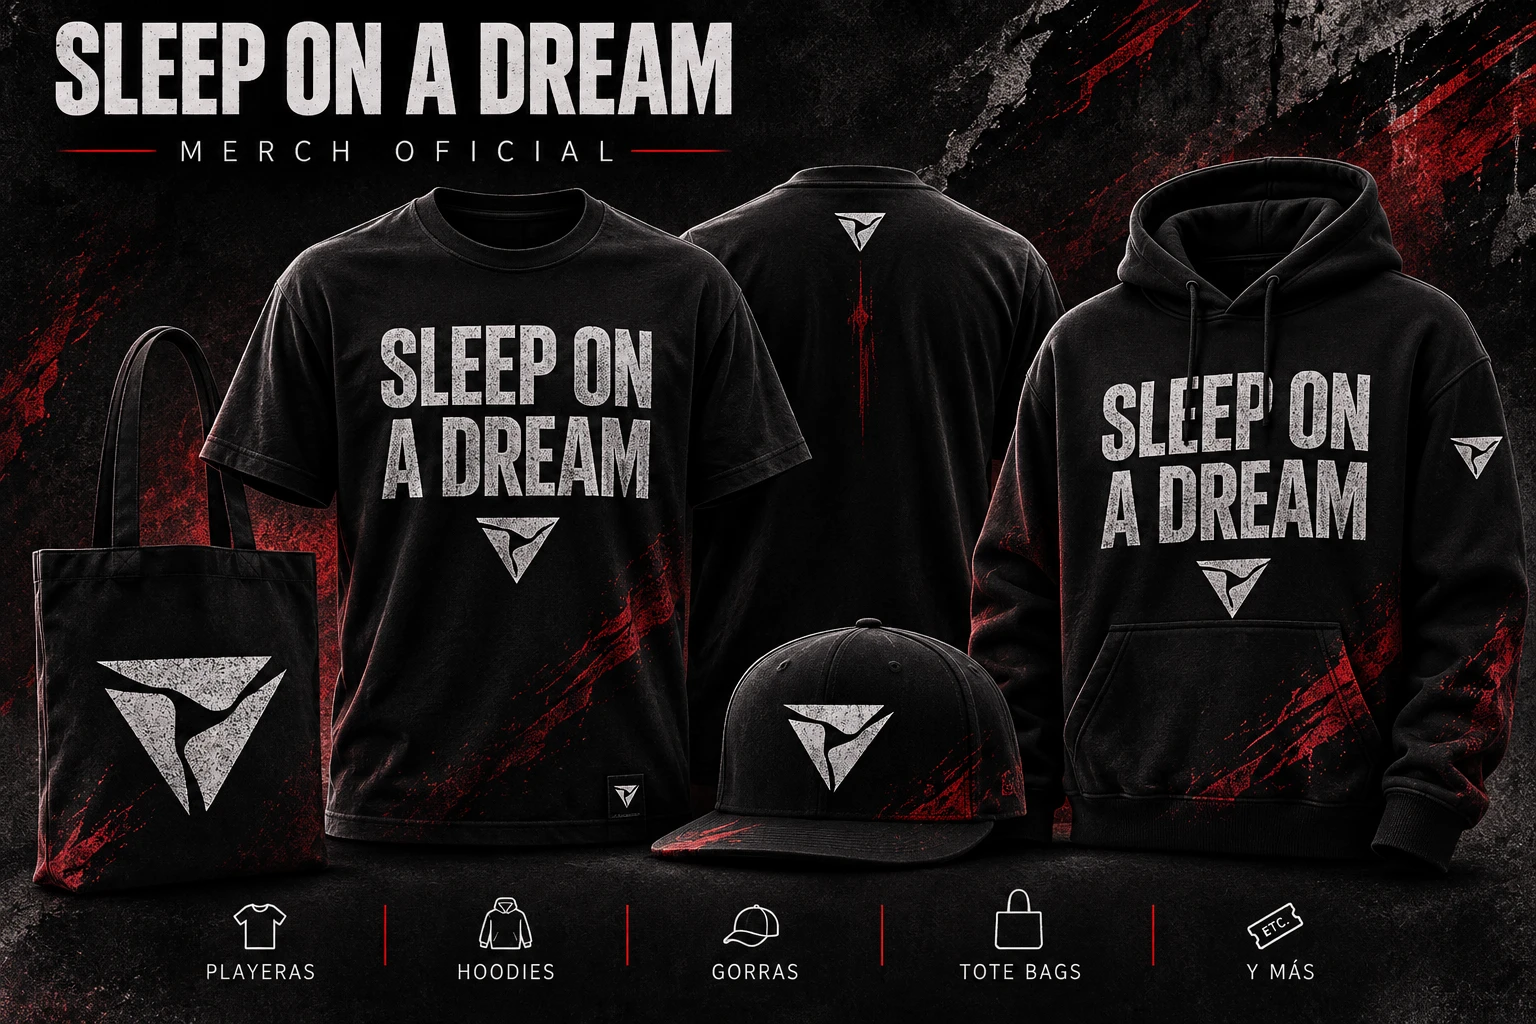 SLEEP ON A DREAM
MERCH OFICIAL
SLEEP ON
A DREAM
SLEEP ON
A DREAM
ETC.
PLAYERAS
HOODIES
GORRAS
TOTE BAGS
Y MÁS